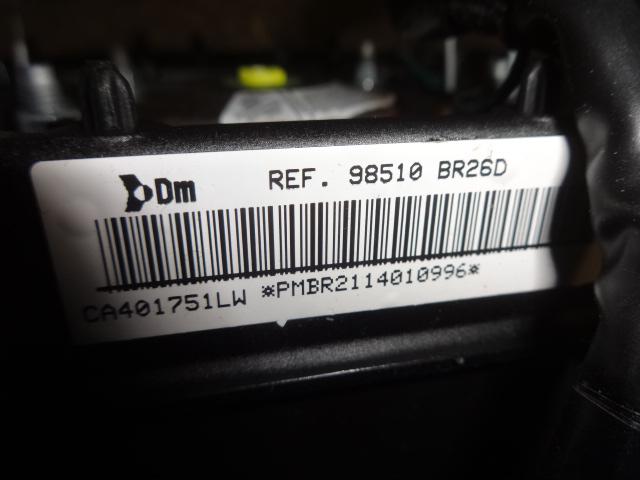 Dm REF. 98510 BR26D
CA401751LW *PMBR2114010996*